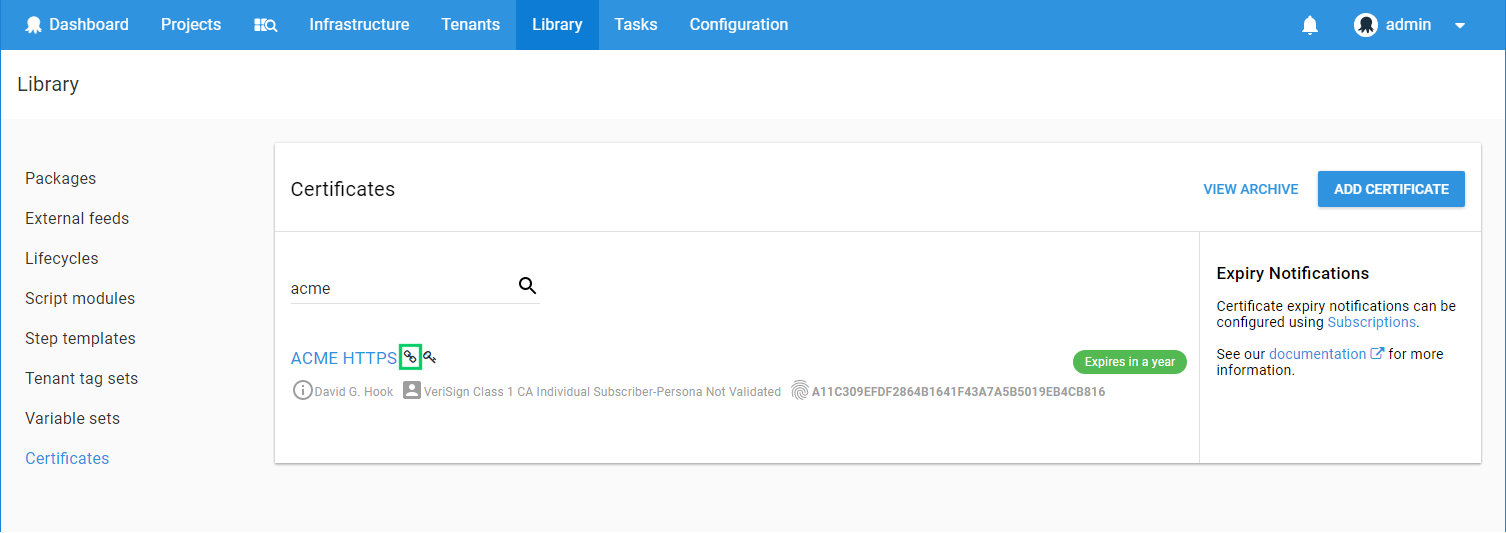 Dashboard Projects Infrastructure Tenants Library Tasks Configuration admin
Library
Packages
External feeds
Lifecycles
Script modules
Step templates
Tenant tag sets
Variable sets
Certificates
Certificates VIEW ARCHIVE ADD CERTIFICATE
acme
ACME HTTPS Expires in a year
David G. Hook VeriSign Class 1 CA Individual Subscriber-Persona Not Validated A11C309EFDF2864B1641F43A7A5B5019EB4CB816
Expiry Notifications
Certificate expiry notifications can be
configured using Subscriptions.
See our documentation for more
information.